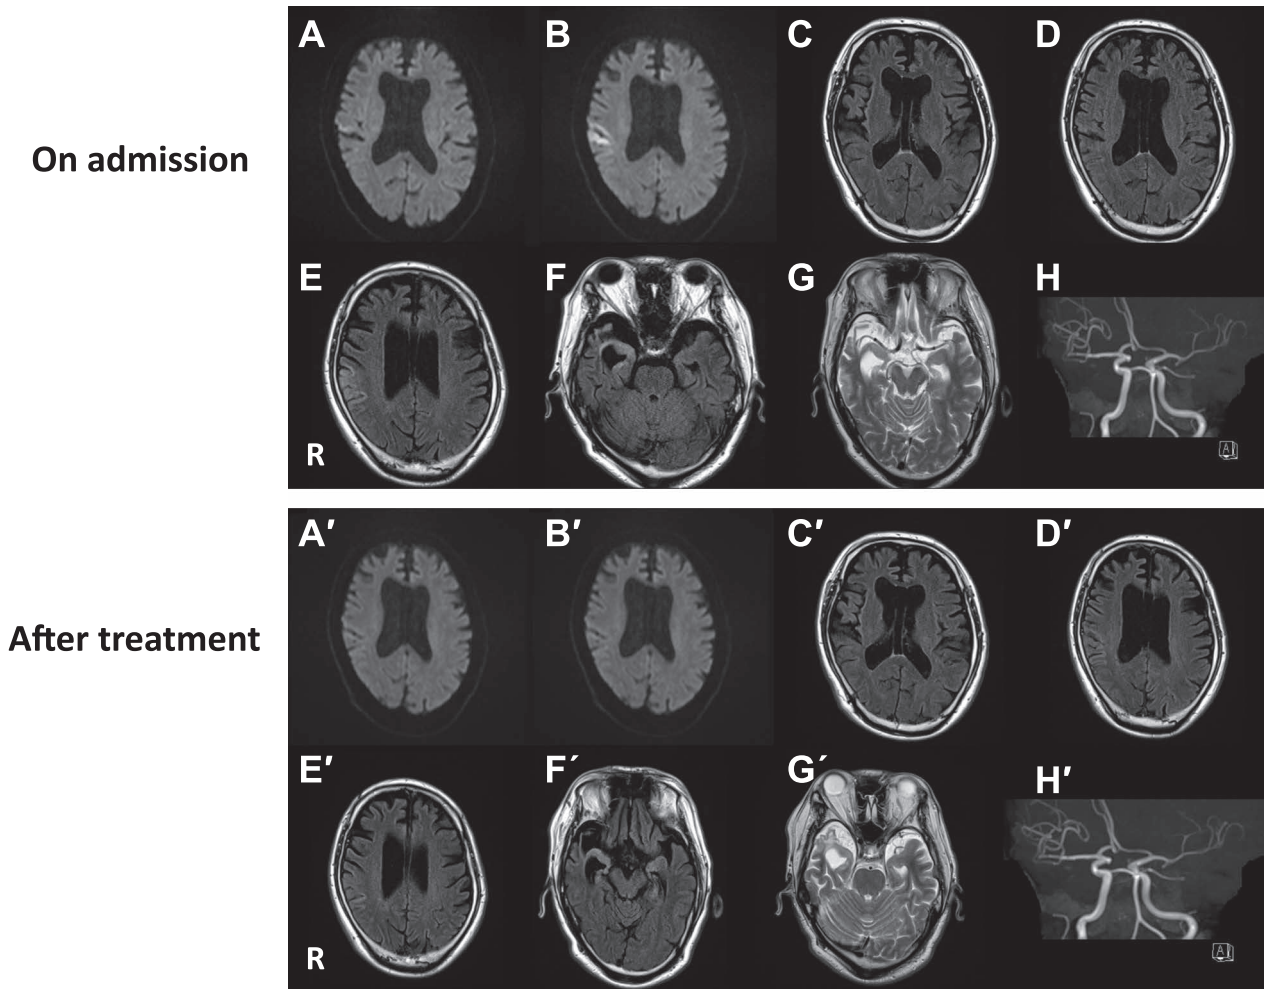 A B C D
On admission
E F G H
R
A
A′ B′ C′ D′
After treatment
E′ F´ G´ H′
R
A